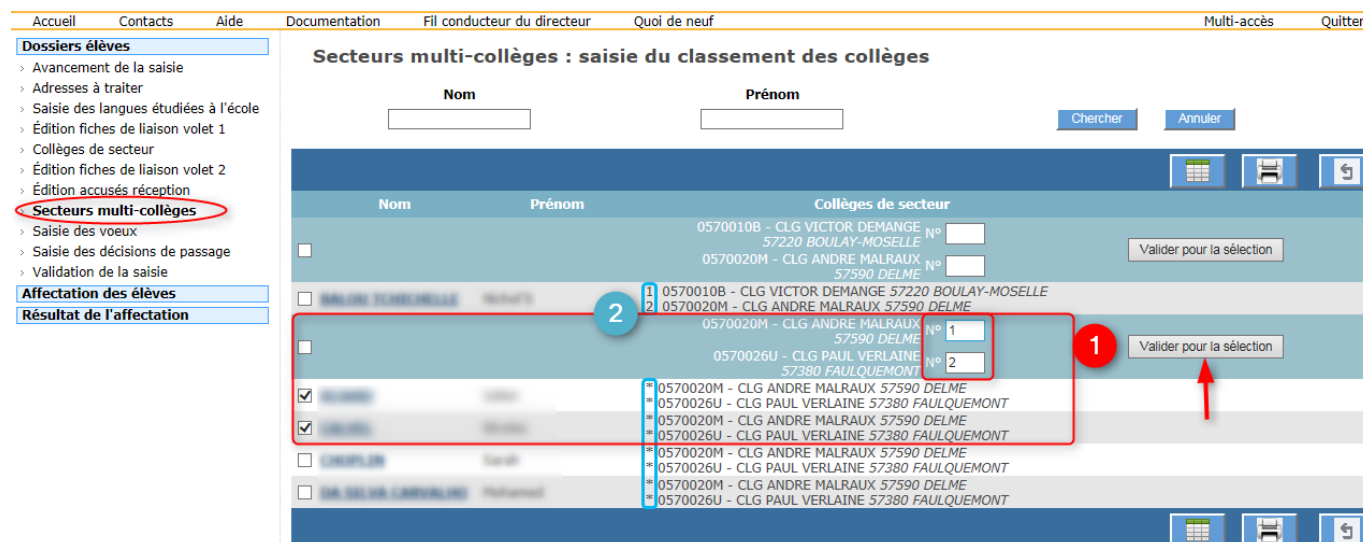 Accueil Contacts Aide Documentation Fil conducteur du directeur Quoi de neuf Multi-accès Quitter
Dossiers élèves
› Avancement de la saisie
› Adresses à traiter
› Saisie des langues étudiées à l'école
› Édition fiches de liaison volet 1
› Collèges de secteur
› Édition fiches de liaison volet 2
› Édition accusés réception
› Secteurs multi-collèges
› Saisie des voeux
› Saisie des décisions de passage
› Validation de la saisie
Affectation des élèves
Résultat de l'affectation
Secteurs multi-collèges : saisie du classement des collèges
Nom Prénom
Chercher Annuler
Nom Prénom Collèges de secteur
0570010B - CLG VICTOR DEMANGE N°
57220 BOULAY-MOSELLE
0570020M - CLG ANDRE MALRAUX N°
57590 DELME
Valider pour la sélection
1 0570010B - CLG VICTOR DEMANGE 57220 BOULAY-MOSELLE
2 0570020M - CLG ANDRE MALRAUX 57590 DELME
2
0570020M - CLG ANDRE MALRAUX N° 1
57590 DELME
0570026U - CLG PAUL VERLAINE N° 2
57380 FAULQUEMONT
1
Valider pour la sélection
* 0570020M - CLG ANDRE MALRAUX 57590 DELME
* 0570026U - CLG PAUL VERLAINE 57380 FAULQUEMONT
* 0570020M - CLG ANDRE MALRAUX 57590 DELME
* 0570026U - CLG PAUL VERLAINE 57380 FAULQUEMONT
* 0570020M - CLG ANDRE MALRAUX 57590 DELME
* 0570026U - CLG PAUL VERLAINE 57380 FAULQUEMONT
* 0570020M - CLG ANDRE MALRAUX 57590 DELME
* 0570026U - CLG PAUL VERLAINE 57380 FAULQUEMONT